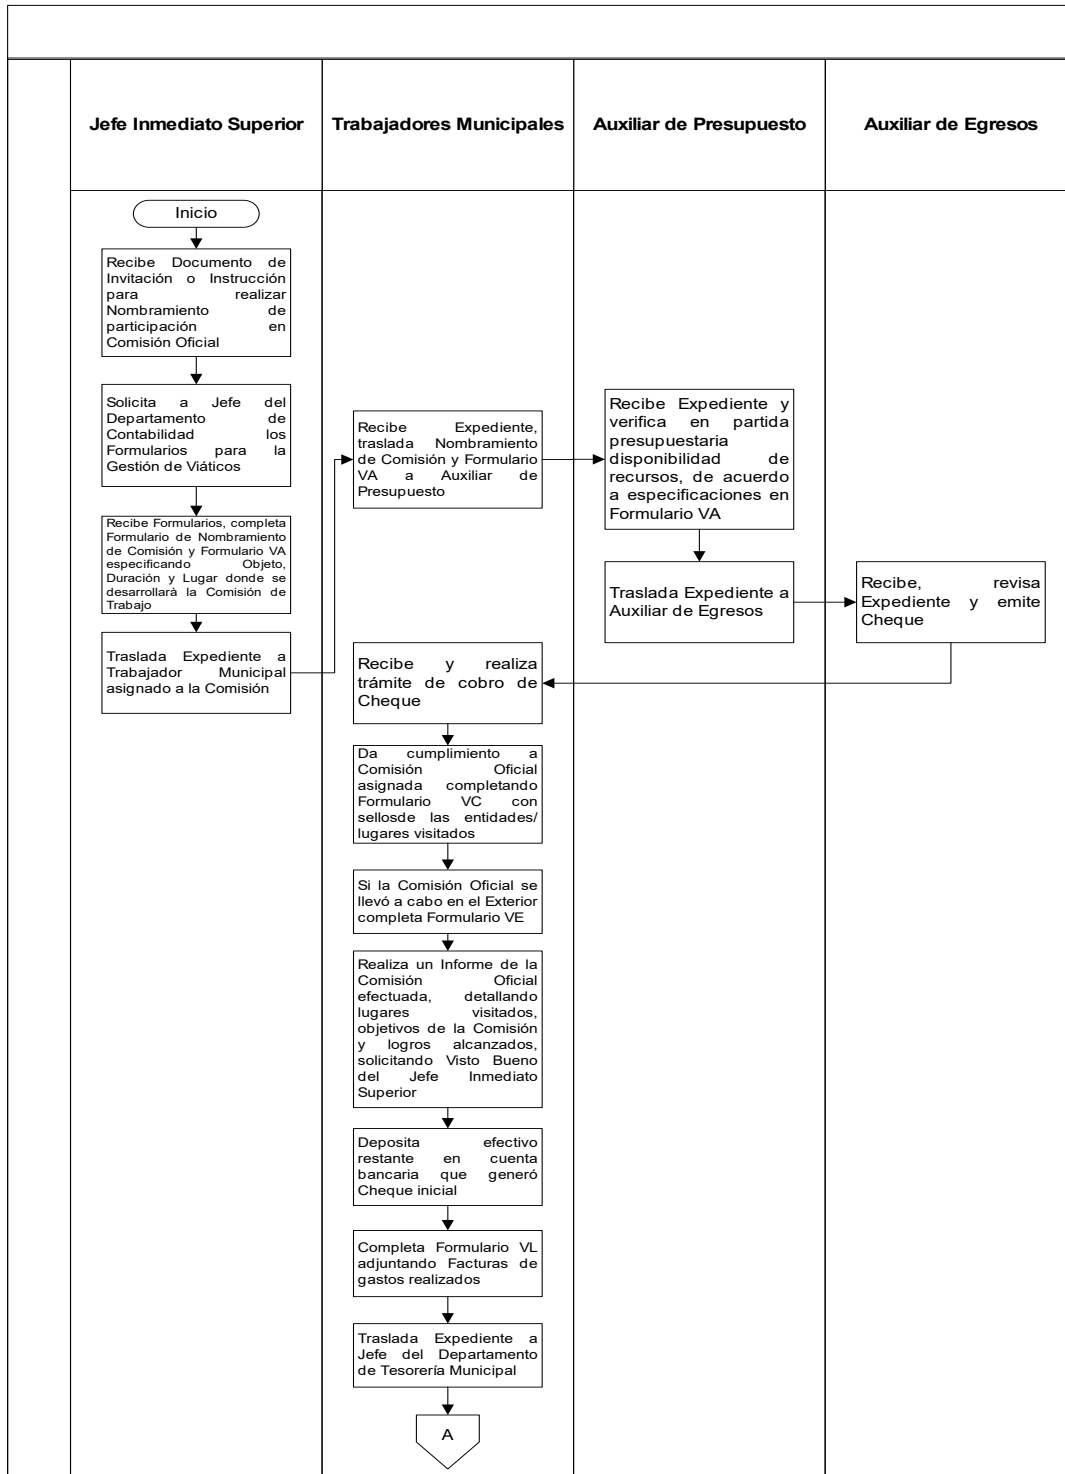 Jefe Inmediato Superior
Trabajadores Municipales
Auxiliar de Presupuesto
Auxiliar de Egresos
Inicio
Recibe Documento de
Invitación o Instrucción
para realizar
Nombramiento de
participación en
Comisión Oficial
Solicita a Jefe del
Departamento de
Contabilidad los
Formularios para la
Gestión de Viáticos
Recibe Formularios, completa
Formulario de Nombramiento
de Comisión y Formulario VA
especificando Objeto,
Duración y Lugar donde se
desarrollarà la Comisión de
Trabajo
Traslada Expediente a
Trabajador Municipal
asignado a la Comisión
Recibe Expediente,
traslada Nombramiento
de Comisión y Formulario
VA a Auxiliar de
Presupuesto
Recibe Expediente y
verifica en partida
presupuestaria
disponibilidad de
recursos, de acuerdo
a especificaciones en
Formulario VA
Traslada Expediente a
Auxiliar de Egresos
Recibe, revisa
Expediente y emite
Cheque
Recibe y realiza
trámite de cobro de
Cheque
Da cumplimiento a
Comisión Oficial
asignada completando
Formulario VC con
sellosde las entidades/
lugares visitados
Si la Comisión Oficial se
llevó a cabo en el Exterior
completa Formulario VE
Realiza un Informe de la
Comisión Oficial
efectuada, detallando
lugares visitados,
objetivos de la Comisión
y logros alcanzados,
solicitando Visto Bueno
del Jefe Inmediato
Superior
Deposita efectivo
restante en cuenta
bancaria que generó
Cheque inicial
Completa Formulario VL
adjuntando Facturas de
gastos realizados
Traslada Expediente a
Jefe del Departamento
de Tesorería Municipal
A